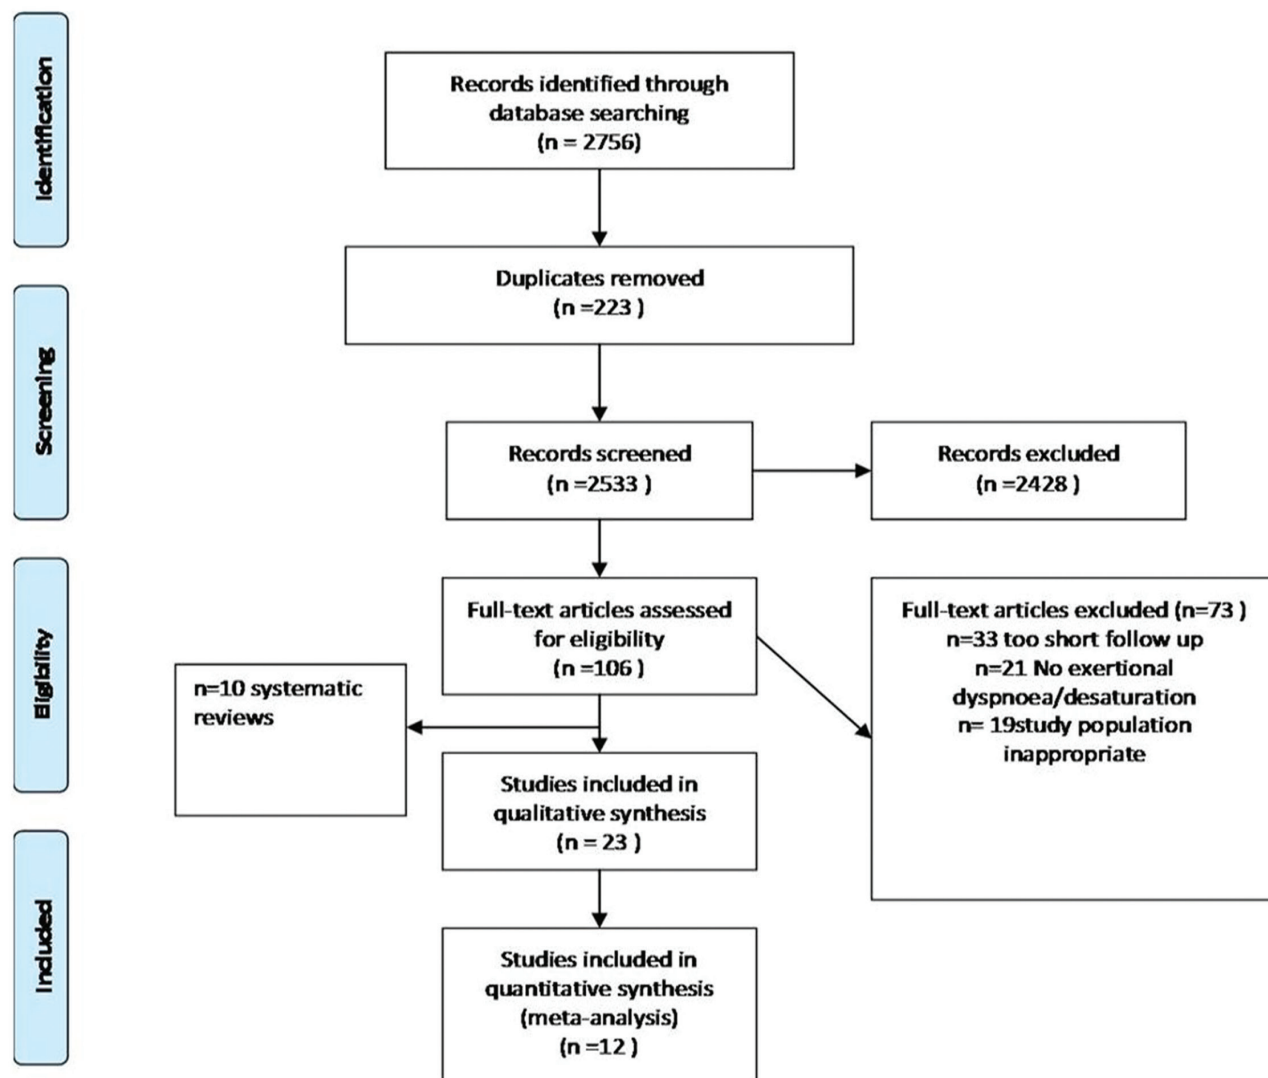 Identification
Records identified through
database searching
(n = 2756)
Duplicates removed
(n =223 )
Screening
Records screened
(n =2533 )
Records excluded
(n =2428 )
Eligibility
Full-text articles assessed
for eligibility
(n =106 )
Full-text articles excluded (n=73 )
n=33 too short follow up
n=21 No exertional
dyspnoea/desaturation
n= 19study population
inappropriate
n=10 systematic
reviews
Studies included in
qualitative synthesis
(n = 23 )
Included
Studies included in
quantitative synthesis
(meta-analysis)
(n =12 )